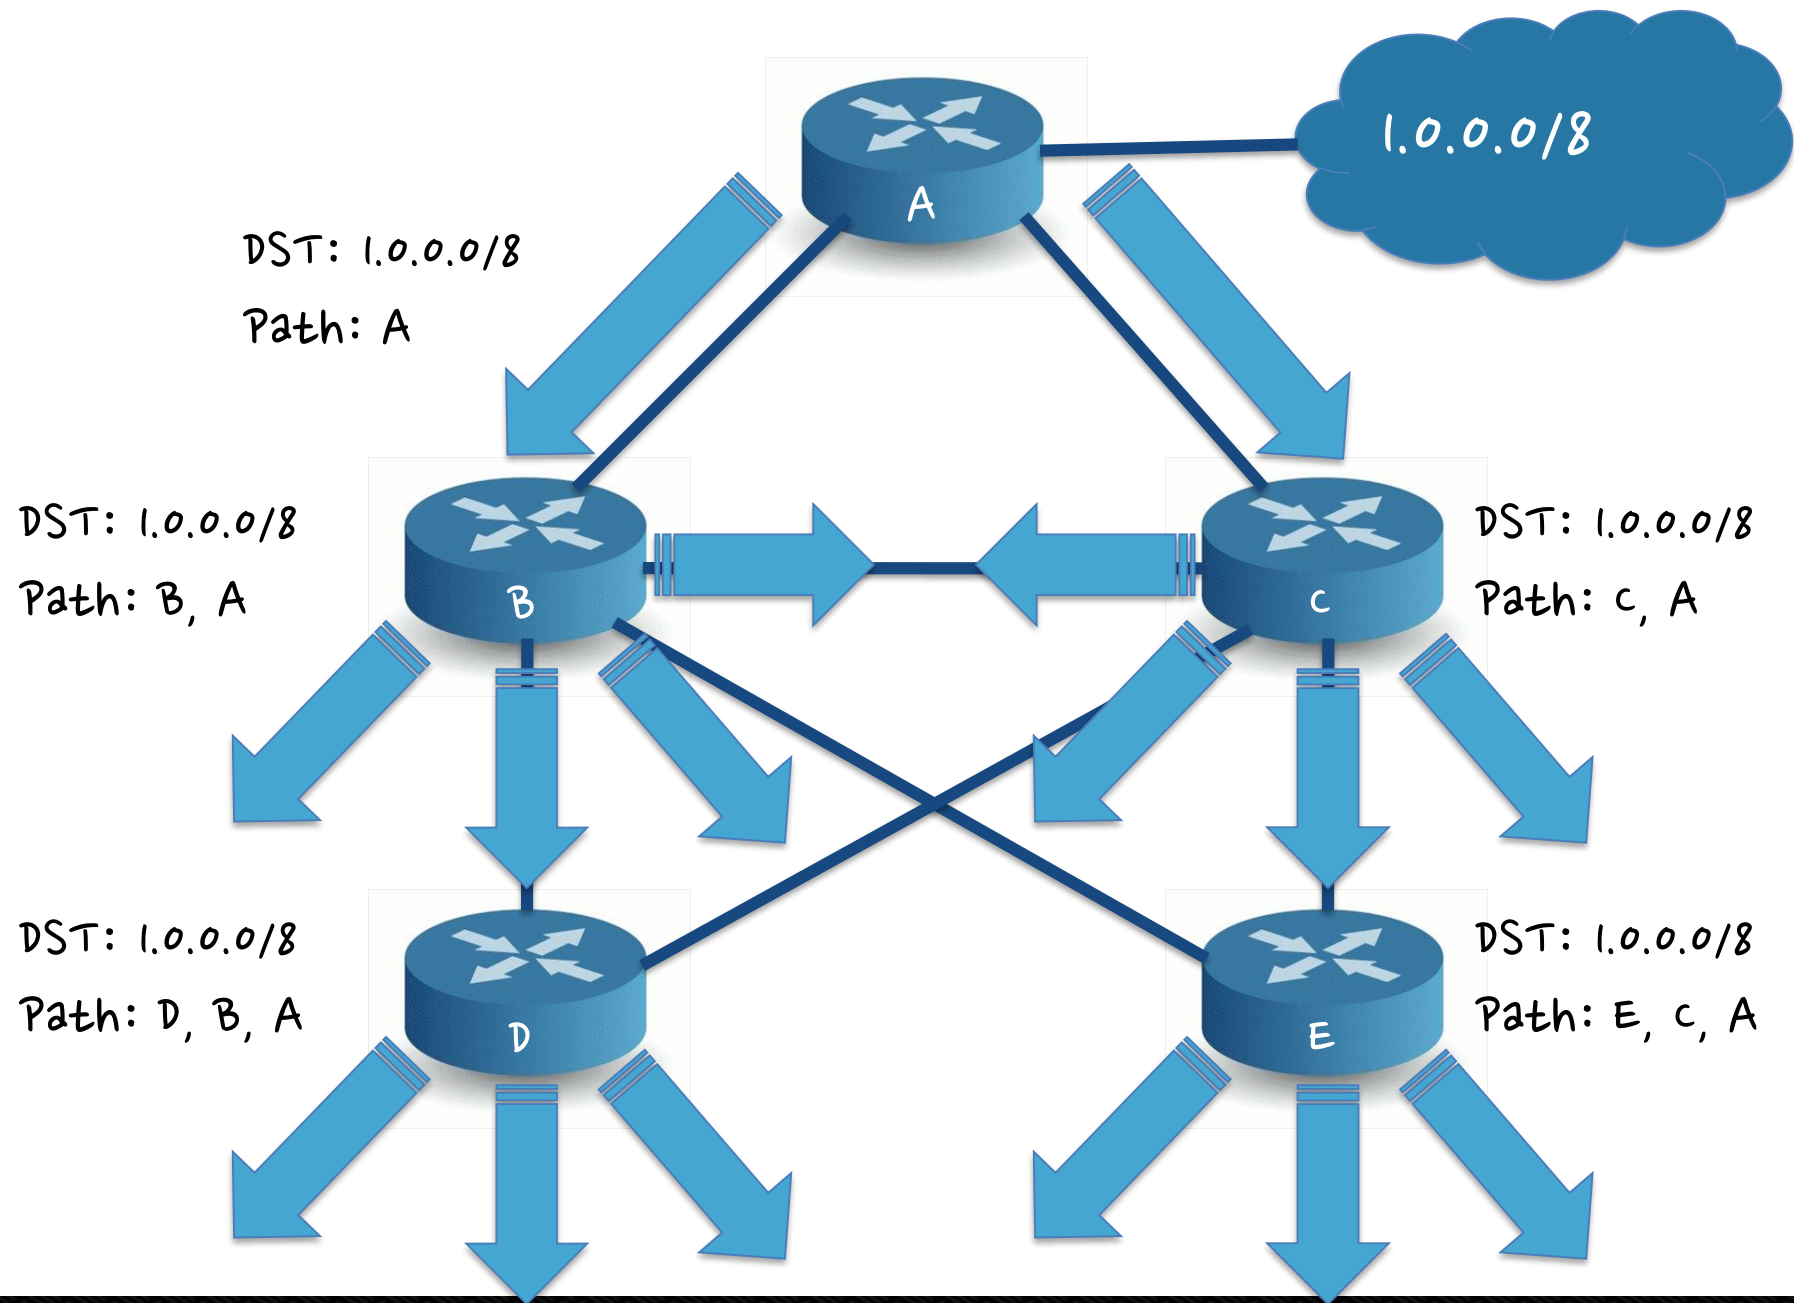 1.0.0.0/8
A
DST: 1.0.0.0/8
Path: A
DST: 1.0.0.0/8
Path: B, A
B
C
DST: 1.0.0.0/8
Path: C, A
DST: 1.0.0.0/8
Path: D, B, A
D
E
DST: 1.0.0.0/8
Path: E, C, A